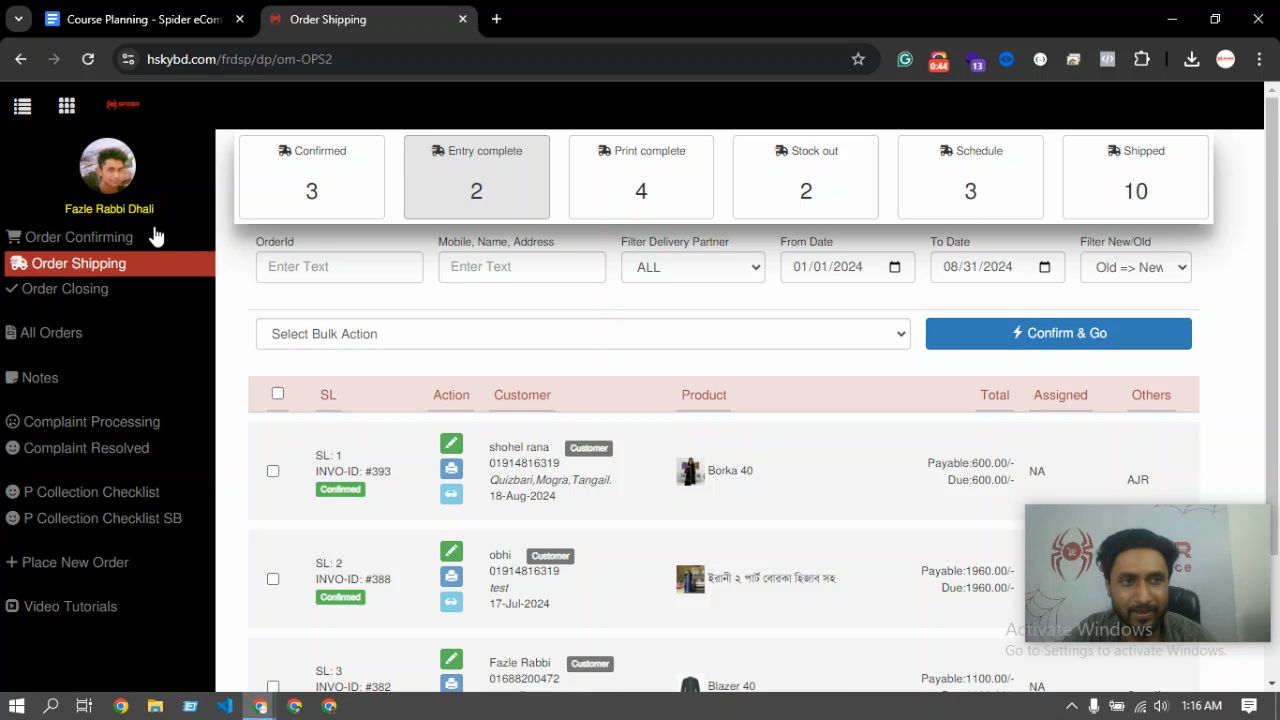 Course Planning - Spider eCom
Order Shipping
hskybd.com/frdsp/dp/om-OPS2
0:44
13
SPIDER
Fazle Rabbi Dhali
Order Confirming
Order Shipping
Order Closing
All Orders
Notes
Complaint Processing
Complaint Resolved
P Collection Checklist
P Collection Checklist SB
Place New Order
Video Tutorials
Confirmed
3
Entry complete
2
Print complete
4
Stock out
2
Schedule
3
Shipped
10
OrderId
Enter Text
Mobile, Name, Address
Enter Text
Filter Delivery Partner
ALL
From Date
01/01/2024
To Date
08/31/2024
Filter New/Old
Old => New
Select Bulk Action
Confirm & Go
SL Action Customer Product Total Assigned Others
SL: 1
INVO-ID: #393
Confirmed
shohel rana Customer
01914816319
Quizbari,Mogra,Tangail.
18-Aug-2024
Borka 40
Payable:600.00/-
Due:600.00/-
NA
AJR
SL: 2
INVO-ID: #388
Confirmed
obhi Customer
01914816319
test
17-Jul-2024
ইরানী ২ পার্ট বোরকা হিজাব সহ
Payable:1960.00/-
Due:1960.00/-
SL: 3
INVO-ID: #382
Fazle Rabbi Customer
01688200472
Blazer 40
Payable:1100.00/-
NA
Activate Windows
Go to Settings to activate Windows.
1:16 AM